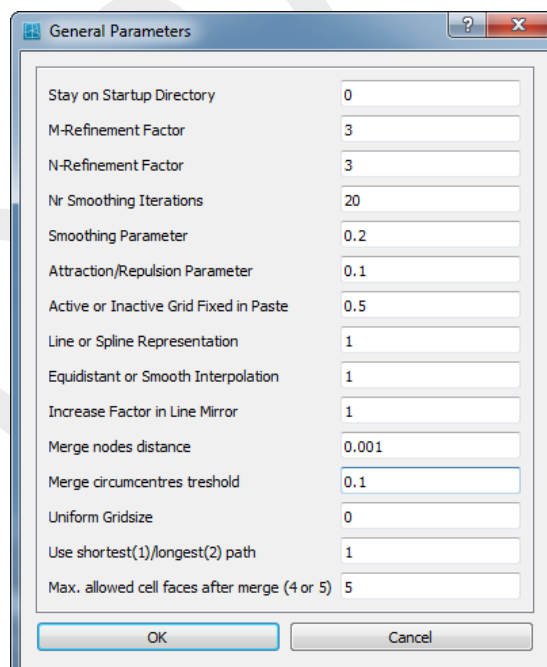 General Parameters
Stay on Startup Directory 0
M-Refinement Factor 3
N-Refinement Factor 3
Nr Smoothing Iterations 20
Smoothing Parameter 0.2
Attraction/Repulsion Parameter 0.1
Active or Inactive Grid Fixed in Paste 0.5
Line or Spline Representation 1
Equidistant or Smooth Interpolation 1
Increase Factor in Line Mirror 1
Merge nodes distance 0.001
Merge circumcentres treshold 0.1
Uniform Gridsize 0
Use shortest(1)/longest(2) path 1
Max. allowed cell faces after merge (4 or 5) 5
OK Cancel